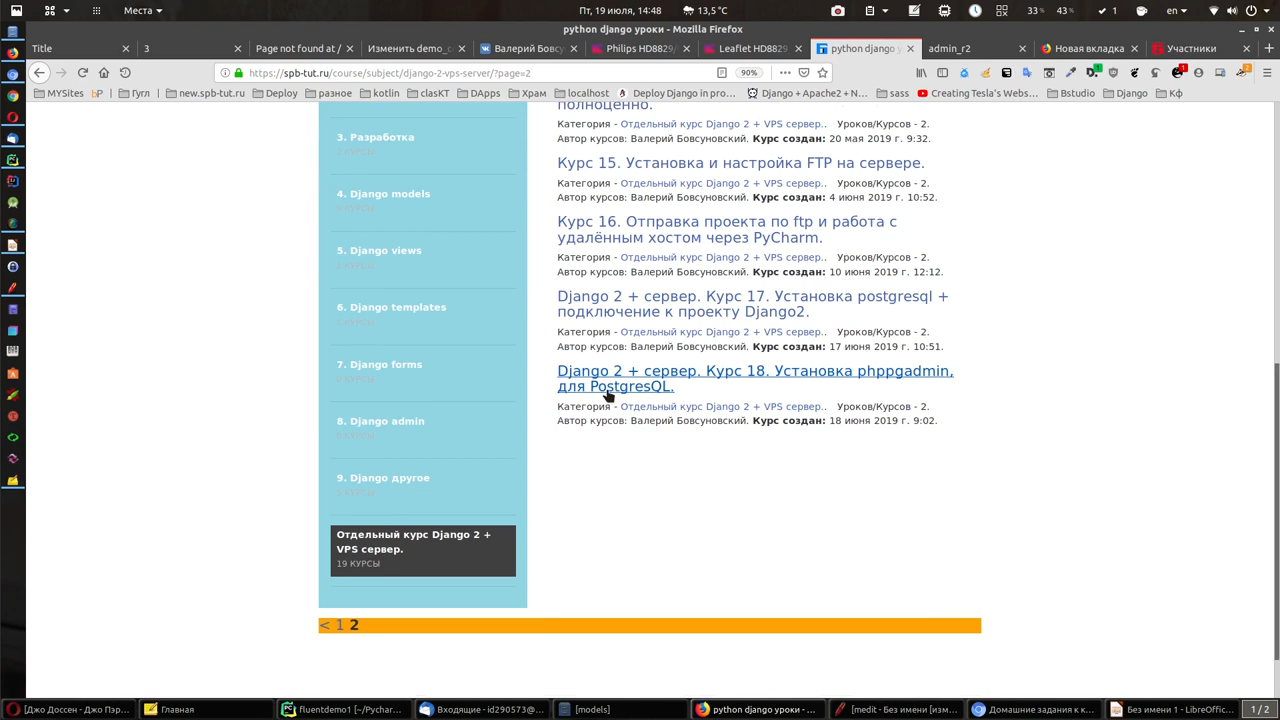 Места
Пт, 19 июля, 14:48
13,5°C
33%
43%
1
en
python django уроки - Mozilla Firefox
Title
3
Page not found at /
Изменить demo_c
Валерий Бовсу
Philips HD8829/
Leaflet HD8829
python django у
admin_r2
Новая вкладка
Участники
https://spb-tut.ru/course/subject/django-2-vps-server/?page=2
90%
MYSites
bP
Гугл
new.spb-tut.ru
Deploy
разное
kotlin
clasKT
DApps
Храм
localhost
Deploy Django in pro...
Django + Apache2 + N...
sass
Creating Tesla's Webs...
Bstudio
Django
Кф
полноценно.
Категория - Отдельный курс Django 2 + VPS сервер.. Уроков/Курсов - 2.
Автор курсов: Валерий Бовсуновский. Курс создан: 20 мая 2019 г. 9:32.
Курс 15. Установка и настройка FTP на сервере.
Категория - Отдельный курс Django 2 + VPS сервер.. Уроков/Курсов - 2.
Автор курсов: Валерий Бовсуновский. Курс создан: 4 июня 2019 г. 10:52.
Курс 16. Отправка проекта по ftp и работа с
удалённым хостом через PyCharm.
Категория - Отдельный курс Django 2 + VPS сервер.. Уроков/Курсов - 2.
Автор курсов: Валерий Бовсуновский. Курс создан: 10 июня 2019 г. 12:12.
Django 2 + сервер. Курс 17. Установка postgresql +
подключение к проекту Django2.
Категория - Отдельный курс Django 2 + VPS сервер.. Уроков/Курсов - 2.
Автор курсов: Валерий Бовсуновский. Курс создан: 17 июня 2019 г. 10:51.
Django 2 + сервер. Курс 18. Установка phppgadmin,
для PostgresQL.
Категория - Отдельный курс Django 2 + VPS сервер.. Уроков/Курсов - 2.
Автор курсов: Валерий Бовсуновский. Курс создан: 18 июня 2019 г. 9:02.
3. Разработка
4. Django models
5. Django views
6. Django templates
7. Django forms
8. Django admin
9. Django другое
Отдельный курс Django 2 +
VPS сервер.
19 КУРСЫ
< 1 2
[Джо Доссен - Джо Пэр...
Главная
fluentdemo1 [~/Pychar...
Входящие - id290573@...
[models]
python django уроки - ...
[medit - Без имени [изм...
Домашние задания к к...
Без имени 1 - LibreOffic...
1 / 2